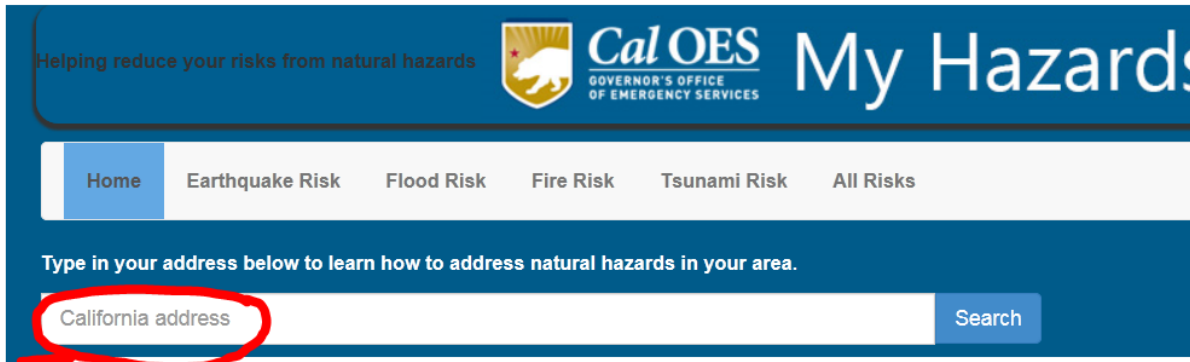 Helping reduce your risks from natural hazards
Cal OES
GOVERNOR'S OFFICE
OF EMERGENCY SERVICES
My Hazards
Home Earthquake Risk Flood Risk Fire Risk Tsunami Risk All Risks
Type in your address below to learn how to address natural hazards in your area.
California address Search